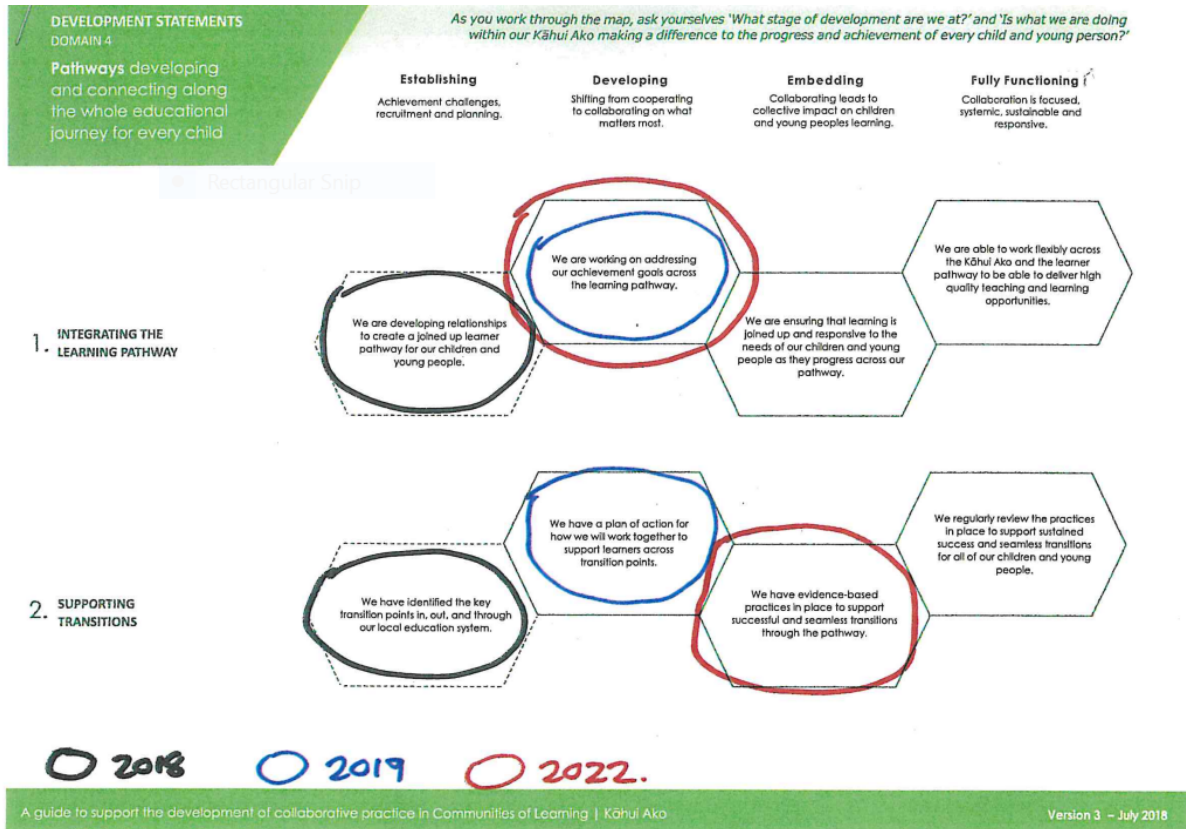 DEVELOPMENT STATEMENTS
DOMAIN 4
Pathways developing
and connecting along
the whole educational
journey for every child
As you work through the map, ask yourselves 'What stage of development are we at?' and 'Is what we are doing
within our Kāhui Ako making a difference to the progress and achievement of every child and young person?'
Establishing
Achievement challenges,
recruitment and planning.
Developing
Shifting from cooperating
to collaborating on what
matters most.
Embedding
Collaborating leads to
collective impact on children
and young peoples learning.
Fully Functioning
Collaboration is focused,
systemic, sustainable and
responsive.
Rectangular Snip
1. INTEGRATING THE
LEARNING PATHWAY
We are developing relationships
to create a joined up learner
pathway for our children and
young people.
We are working on addressing
our achievement goals across
the learning pathway.
We are ensuring that learning is
joined up and responsive to the
needs of our children and young
people as they progress across our
pathway.
We are able to work flexibly across
the Kāhui Ako and the learner
pathway to be able to deliver high
quality teaching and learning
opportunities.
2. SUPPORTING
TRANSITIONS
We have identified the key
transition points in, out, and through
our local education system.
We have a plan of action for
how we will work together to
support learners across
transition points.
We have evidence-based
practices in place to support
successful and seamless transitions
through the pathway.
We regularly review the practices
in place to support sustained
success and seamless transitions
for all of our children and young
people.
2018
2019
2022.
A guide to support the development of collaborative practice in Communities of Learning | Kāhui Ako
Version 3 – July 2018